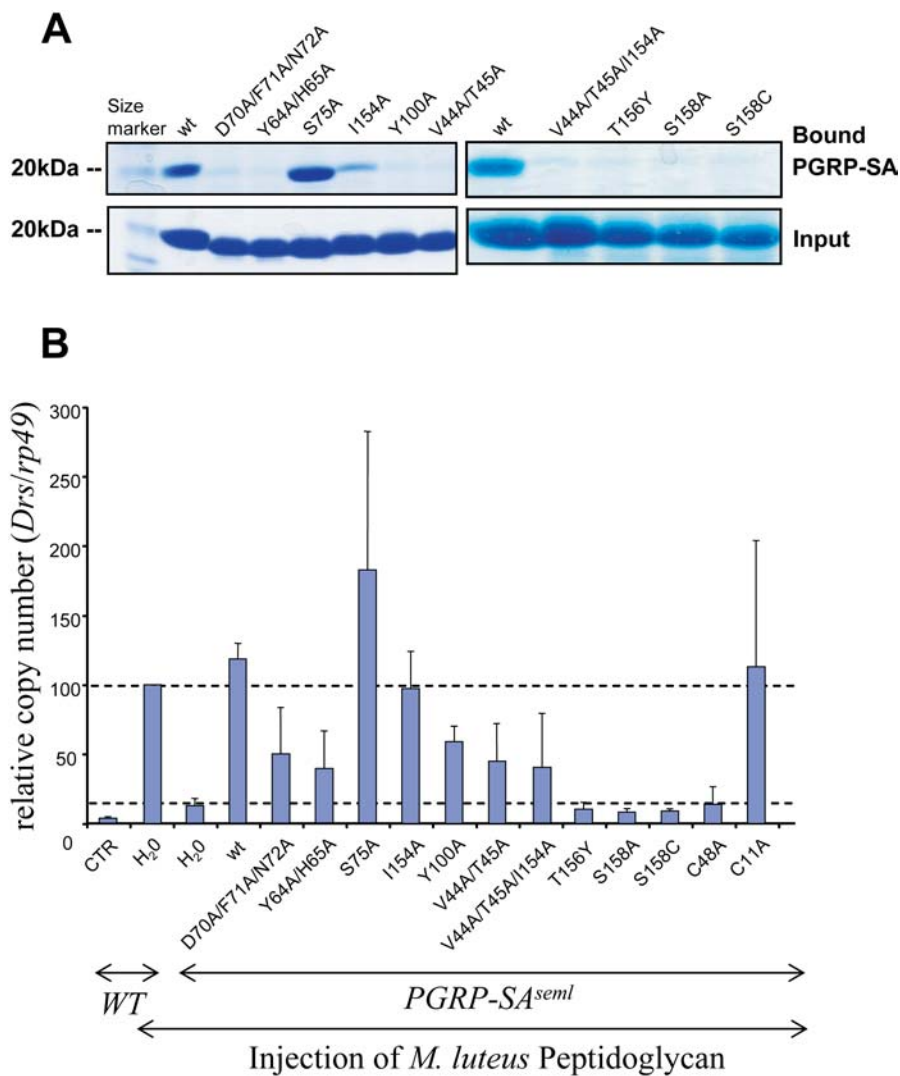 A
Size marker
wt
D70A/F71A/N72A
Y64A/H65A
S75A
I154A
Y100A
V44A/T45A
wt
V44A/T45A/I154A
T156Y
S158A
S158C
20kDa --
Bound PGRP-SA
20kDa --
Input
B
relative copy number (Drs/rp49)
300
250
200
150
100
50
0
CTR
H20
H20
wt
D70A/F71A/N72A
Y64A/H65A
S75A
I154A
Y100A
V44A/T45A
V44A/T45A/I154A
T156Y
S158A
S158C
C48A
C11A
WT
PGRP-SAseml
Injection of M. luteus Peptidoglycan